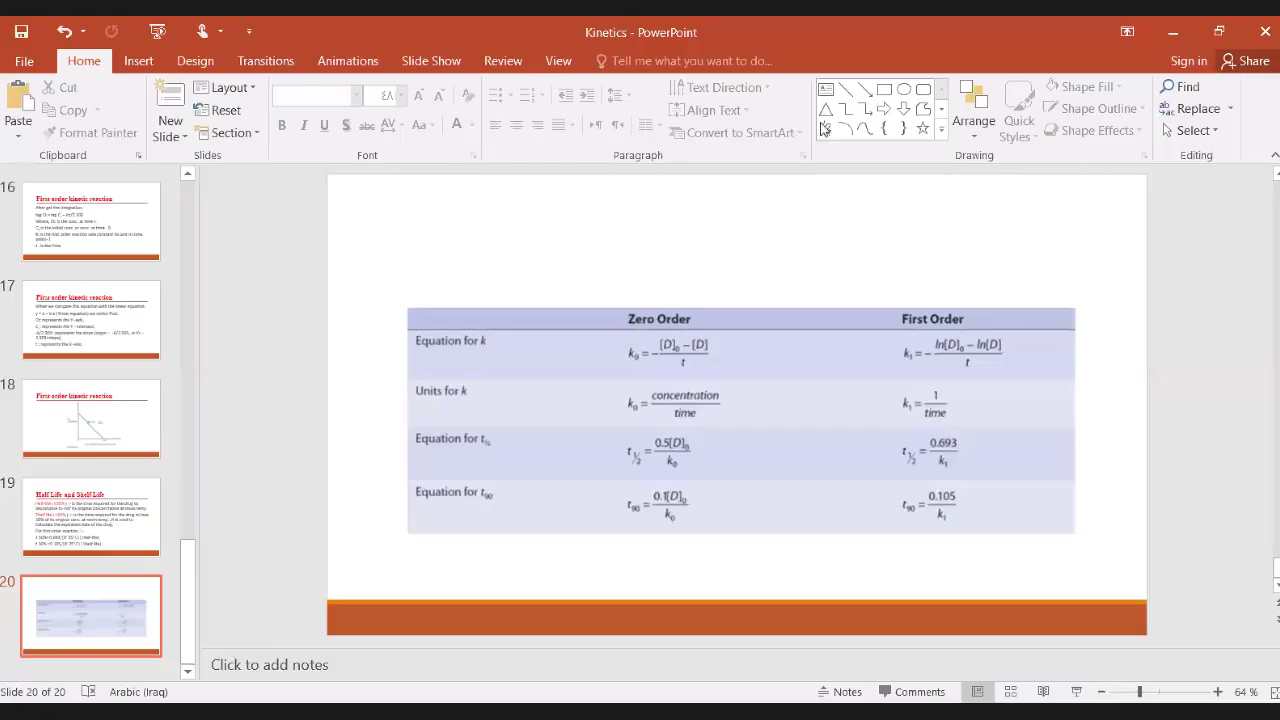 Kinetics - PowerPoint
File Home Insert Design Transitions Animations Slide Show Review View Tell me what you want to do... Sign in Share
Paste Cut Copy Format Painter
Clipboard
New Slide Layout Reset Section
Slides
B I U S abc AV Aa A
Font
Text Direction Align Text Convert to SmartArt
Paragraph
Arrange Quick Styles Shape Fill Shape Outline Shape Effects
Drawing
Find Replace Select
Editing
16
First order kinetic reaction
17
First order kinetic reaction
18
First order kinetic reaction
19
Half Life and Shelf Life
20
Zero Order First Order
Equation for k k₀ = −([D]₀ − [D])/t k₁ = −(ln[D]₀ − ln[D])/t
Units for k k₀ = concentration/time k₁ = 1/time
Equation for t½ t½ = 0.5[D]₀/k₀ t½ = 0.693/k₁
Equation for t₉₀ t₉₀ = 0.1[D]₀/k₀ t₉₀ = 0.105/k₁
Click to add notes
Slide 20 of 20 Arabic (Iraq) Notes Comments 64 %